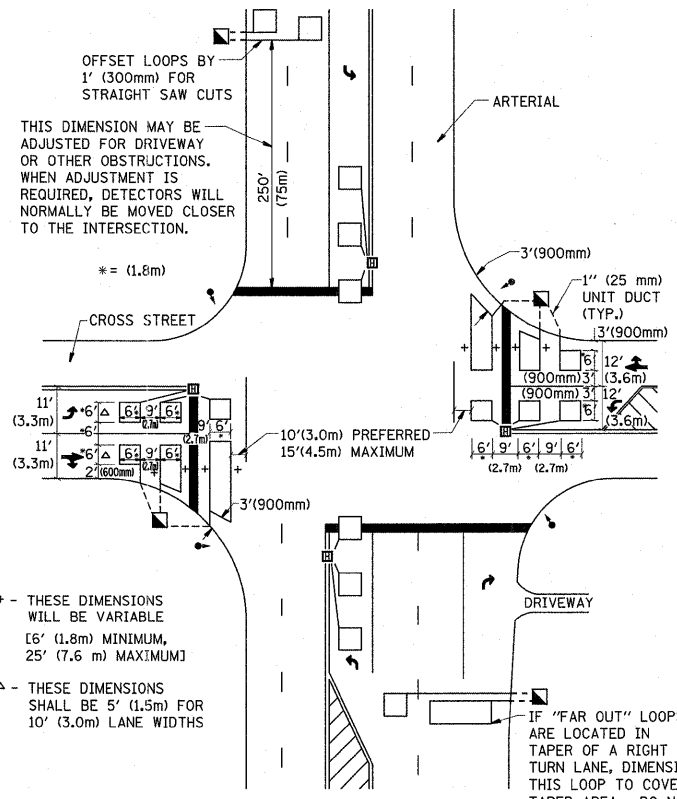 OFFSET LOOPS BY
1' (300mm) FOR
STRAIGHT SAW CUTS
ARTERIAL
THIS DIMENSION MAY BE
ADJUSTED FOR DRIVEWAY
OR OTHER OBSTRUCTIONS.
WHEN ADJUSTMENT IS
REQUIRED, DETECTORS WILL
NORMALLY BE MOVED CLOSER
TO THE INTERSECTION.
250'
(75m)
* = (1.8m)
3'(900mm)
1" (25 mm)
UNIT DUCT
(TYP.)
CROSS STREET
H
3'(900mm)
*6'
12'
(3.6m)
(900mm)3'
(900mm)3'
12'
(3.6m)
*6'
H
6' 9' 6' 9' 6'
* * *
(2.7m) (2.7m)
H
11'
(3.3m)
*6' △ 6' 9' 6'
* (2.7m) *
*6'
9' 6'
(2.7m) *
11'
(3.3m)
*6' △ 6' 9' 6'
* (2.7m) *
2' (600mm)
10'(3.0m) PREFERRED
15'(4.5m) MAXIMUM
3'(900mm)
H
+ - THESE DIMENSIONS
WILL BE VARIABLE
[6' (1.8m) MINIMUM,
25' (7.6 m) MAXIMUM]
DRIVEWAY
△ - THESE DIMENSIONS
SHALL BE 5' (1.5m) FOR
10' (3.0m) LANE WIDTHS
IF "FAR OUT" LOOP
ARE LOCATED IN
TAPER OF A RIGHT
TURN LANE, DIMENSI
THIS LOOP TO COVE